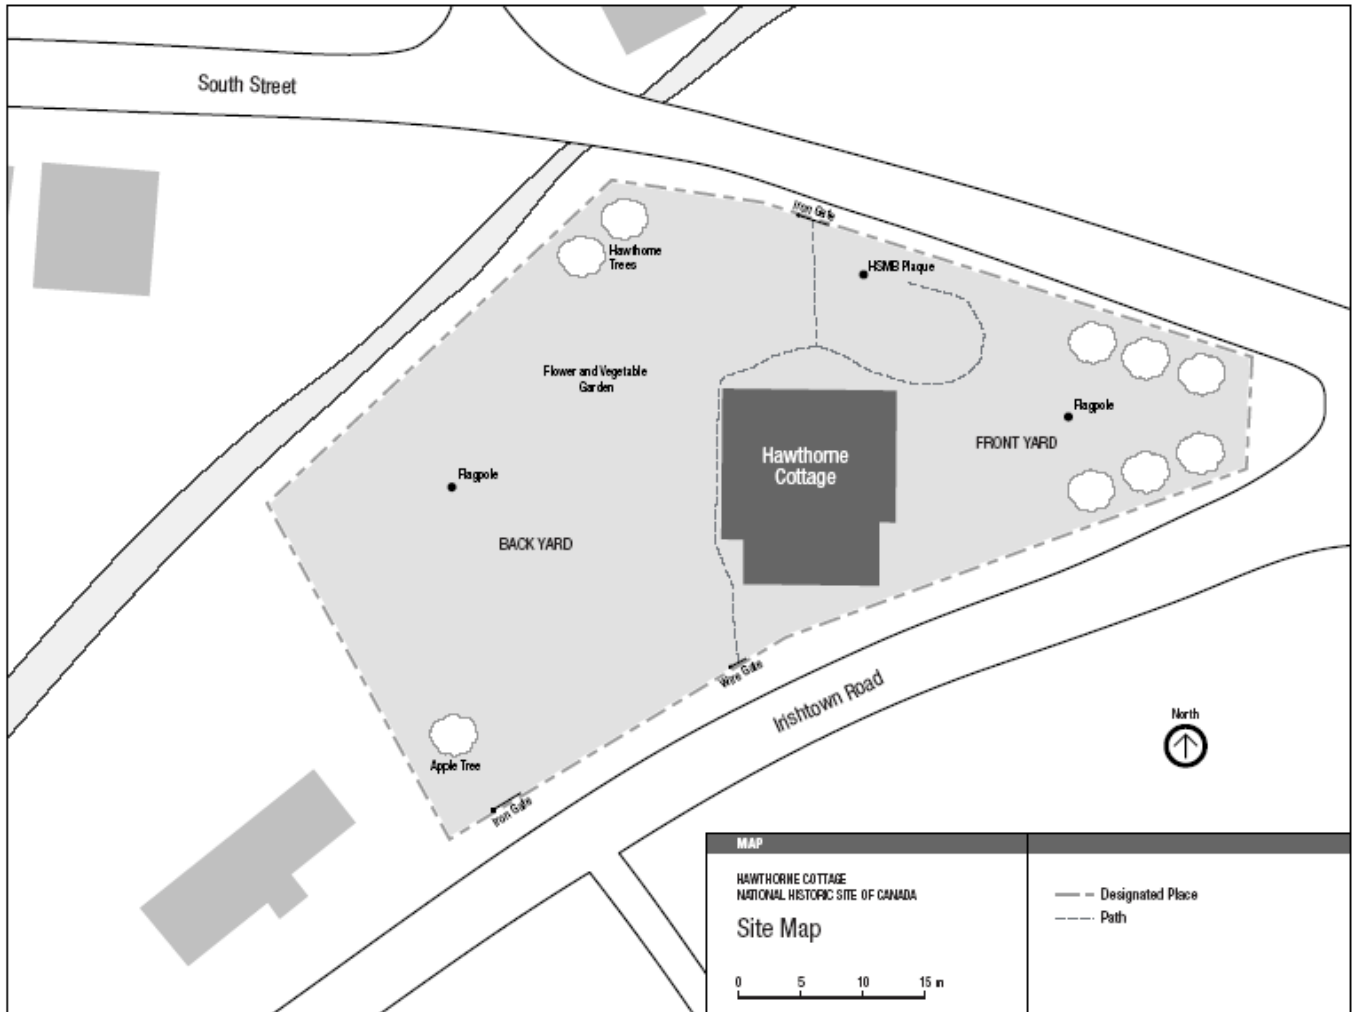 South Street
Iron Gate
HSMB Plaque
Hawthorne
Trees
Flower and Vegetable
Garden
Flagpole
FRONT YARD
Hawthorne
Cottage
Flagpole
BACK YARD
Wire Gate
Irishtown Road
North
Apple Tree
Iron Gate
MAP
HAWTHORNE COTTAGE
NATIONAL HISTORIC SITE OF CANADA
Site Map
0 5 10 15 m
Designated Place
Path